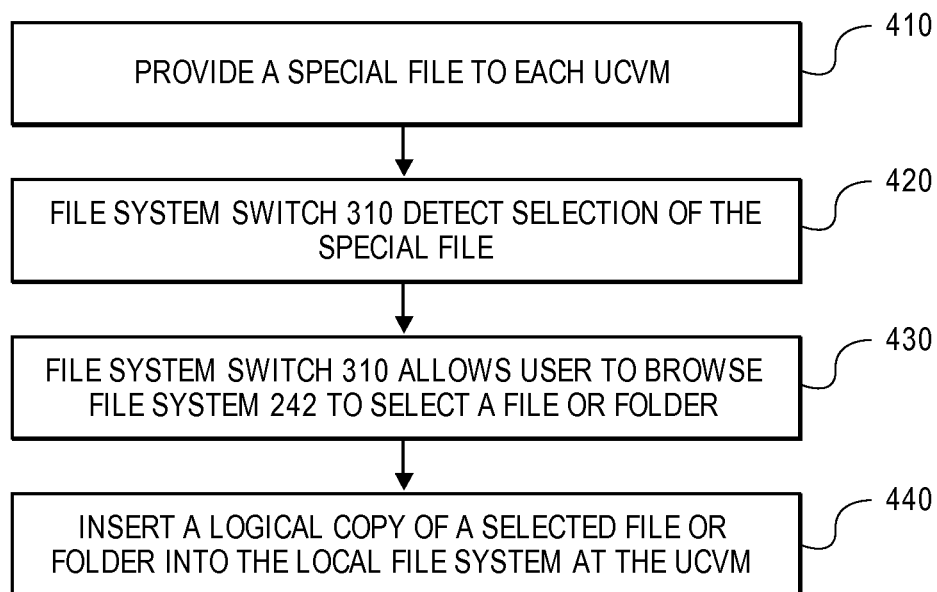 410
PROVIDE A SPECIAL FILE TO EACH UCVM
420
FILE SYSTEM SWITCH 310 DETECT SELECTION OF THE
SPECIAL FILE
430
FILE SYSTEM SWITCH 310 ALLOWS USER TO BROWSE
FILE SYSTEM 242 TO SELECT A FILE OR FOLDER
440
INSERT A LOGICAL COPY OF A SELECTED FILE OR
FOLDER INTO THE LOCAL FILE SYSTEM AT THE UCVM